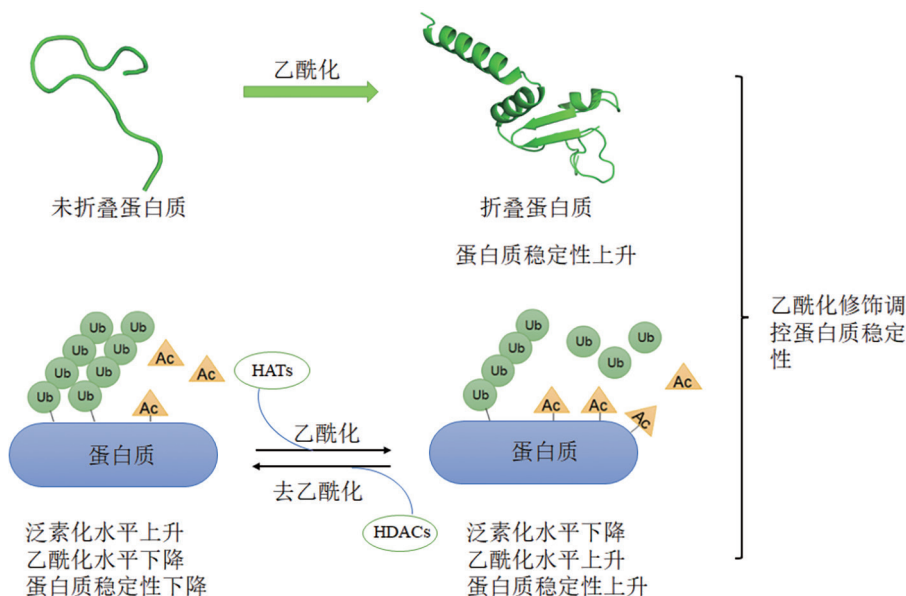 乙酰化
未折叠蛋白质
折叠蛋白质
蛋白质稳定性上升
乙酰化修饰调
控蛋白质稳定
性
Ub
Ub
Ub
Ub
Ub
Ub
Ub
Ub
Ac
Ac
Ac
蛋白质
HATs
乙酰化
去乙酰化
HDACs
Ub
Ub
Ub
Ub
Ub
Ub
Ub
Ac
Ac
Ac
Ac
蛋白质
泛素化水平上升
乙酰化水平下降
蛋白质稳定性下降
泛素化水平下降
乙酰化水平上升
蛋白质稳定性上升